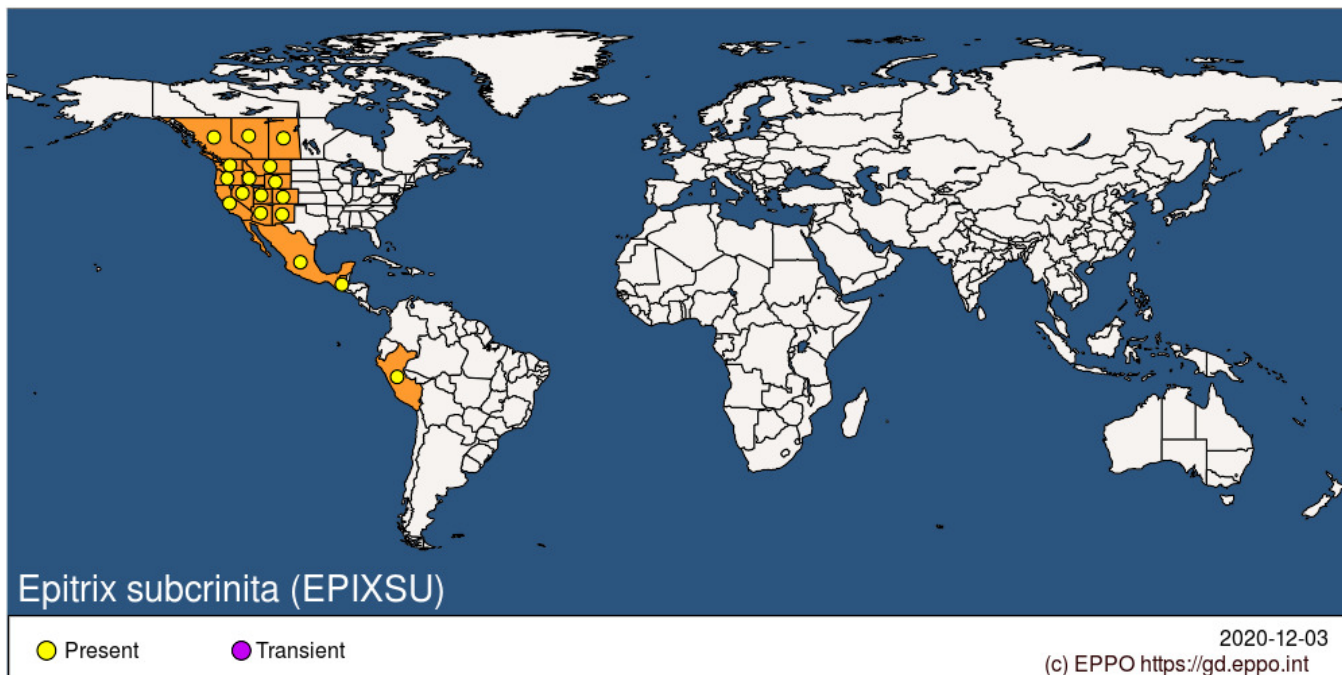 Epitrix subcrinita (EPIXSU)
Present
Transient
2020-12-03
(c) EPPO https://gd.eppo.int